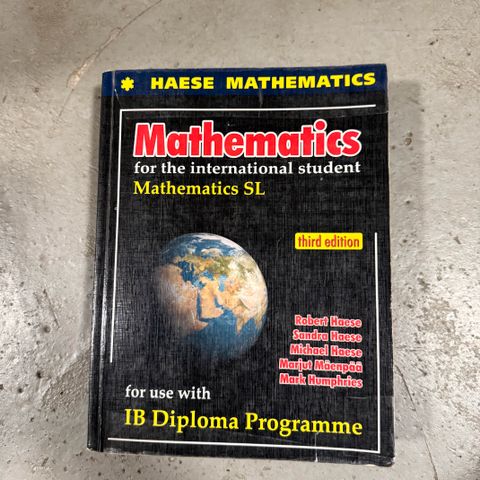 * HAESE MATHEMATICS
Mathematics
for the international student
Mathematics SL
third edition
Robert Haese
Sandra Haese
Michael Haese
Marjut Mäenpää
Mark Humphries
for use with
IB Diploma Programme